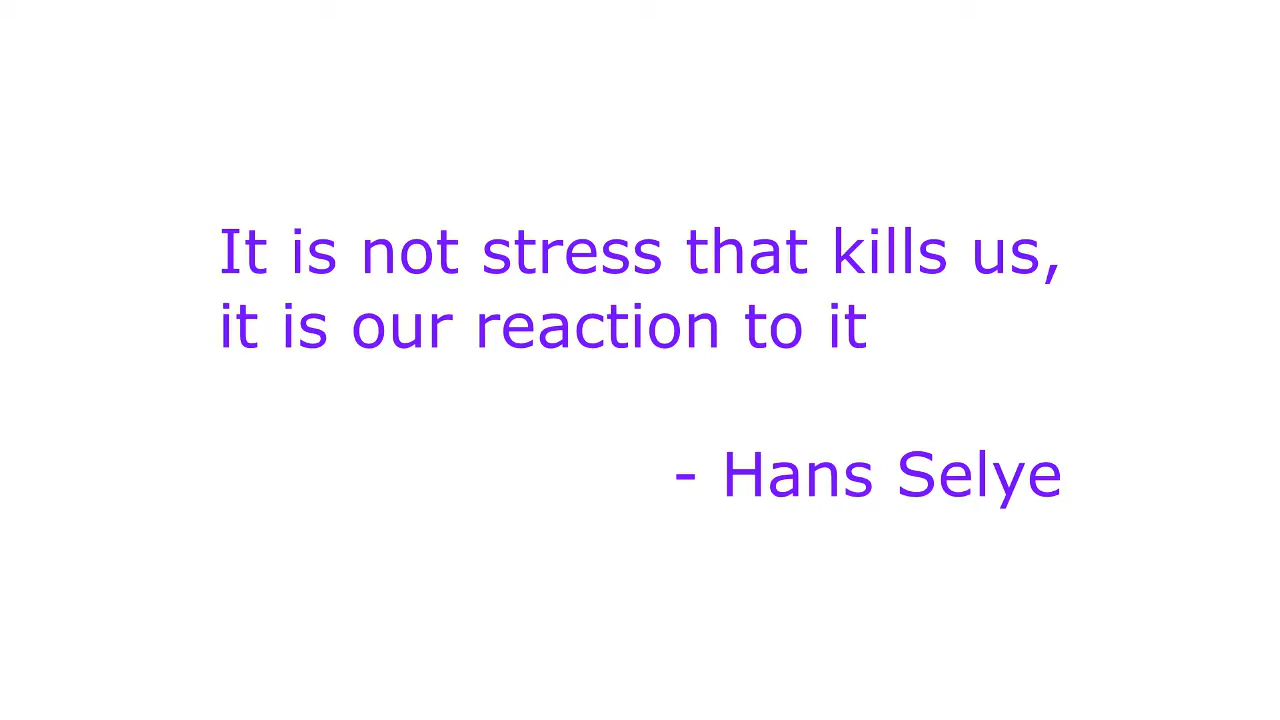 It is not stress that kills us,
it is our reaction to it
- Hans Selye